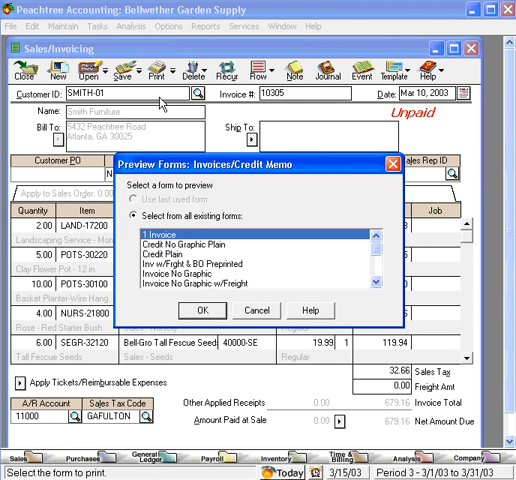 Peachtree Accounting: Bellwether Garden Supply
File Edit Maintain Tasks Analysis Options Reports Services Window Help
Sales/Invoicing
Close New Open Save Print Delete Recur Row Note Journal Event Template Help
Customer ID: SMITH-01 Invoice #: 10305 Date: Mar 10, 2003
Name: Smith Furniture Unpaid
Bill To: 5432 Peachtree Road Ship To:
Atlanta, GA 30025
Customer PO ales Rep ID
N
Preview Forms: Invoices/Credit Memo
Select a form to preview
Use last used form
Select from all existing forms:
1 Invoice
Credit No Graphic Plain
Credit Plain
Inv w/Frght & BO Preprinted
Invoice No Graphic
Invoice No Graphic w/Freight
OK Cancel Help
Apply to Sales Order: 0.00
Quantity Item Job
2.00 LAND-17200
Landscaping Service - Mon
5.00 POTS-30220
Clay Flower Pot - 12 in.
10.00 POTS-30100
Basket Planter-Wire Hang
4.00 NURS-21800
Rose - Red Starter Bush Sales - Nursery Regular
6.00 SEGR-32120 Bell-Gro Tall Fescue Seed 40000-SE 19.99 1 119.94
Tall Fescue Seeds Sales - Seeds Regular
32.66 Sales Tax
0.00 Freight Amt
Apply Tickets/Reimbursable Expenses
Other Applied Receipts 0.00 679.16 Invoice Total
A/R Account Sales Tax Code
11000 GAFULTON Amount Paid at Sale 0.00 679.16 Net Amount Due
Sales Purchases General Ledger Payroll Inventory Time & Billing Analysis Company
Select the form to print. Today 3/15/03 Period 3 - 3/1/03 to 3/31/03